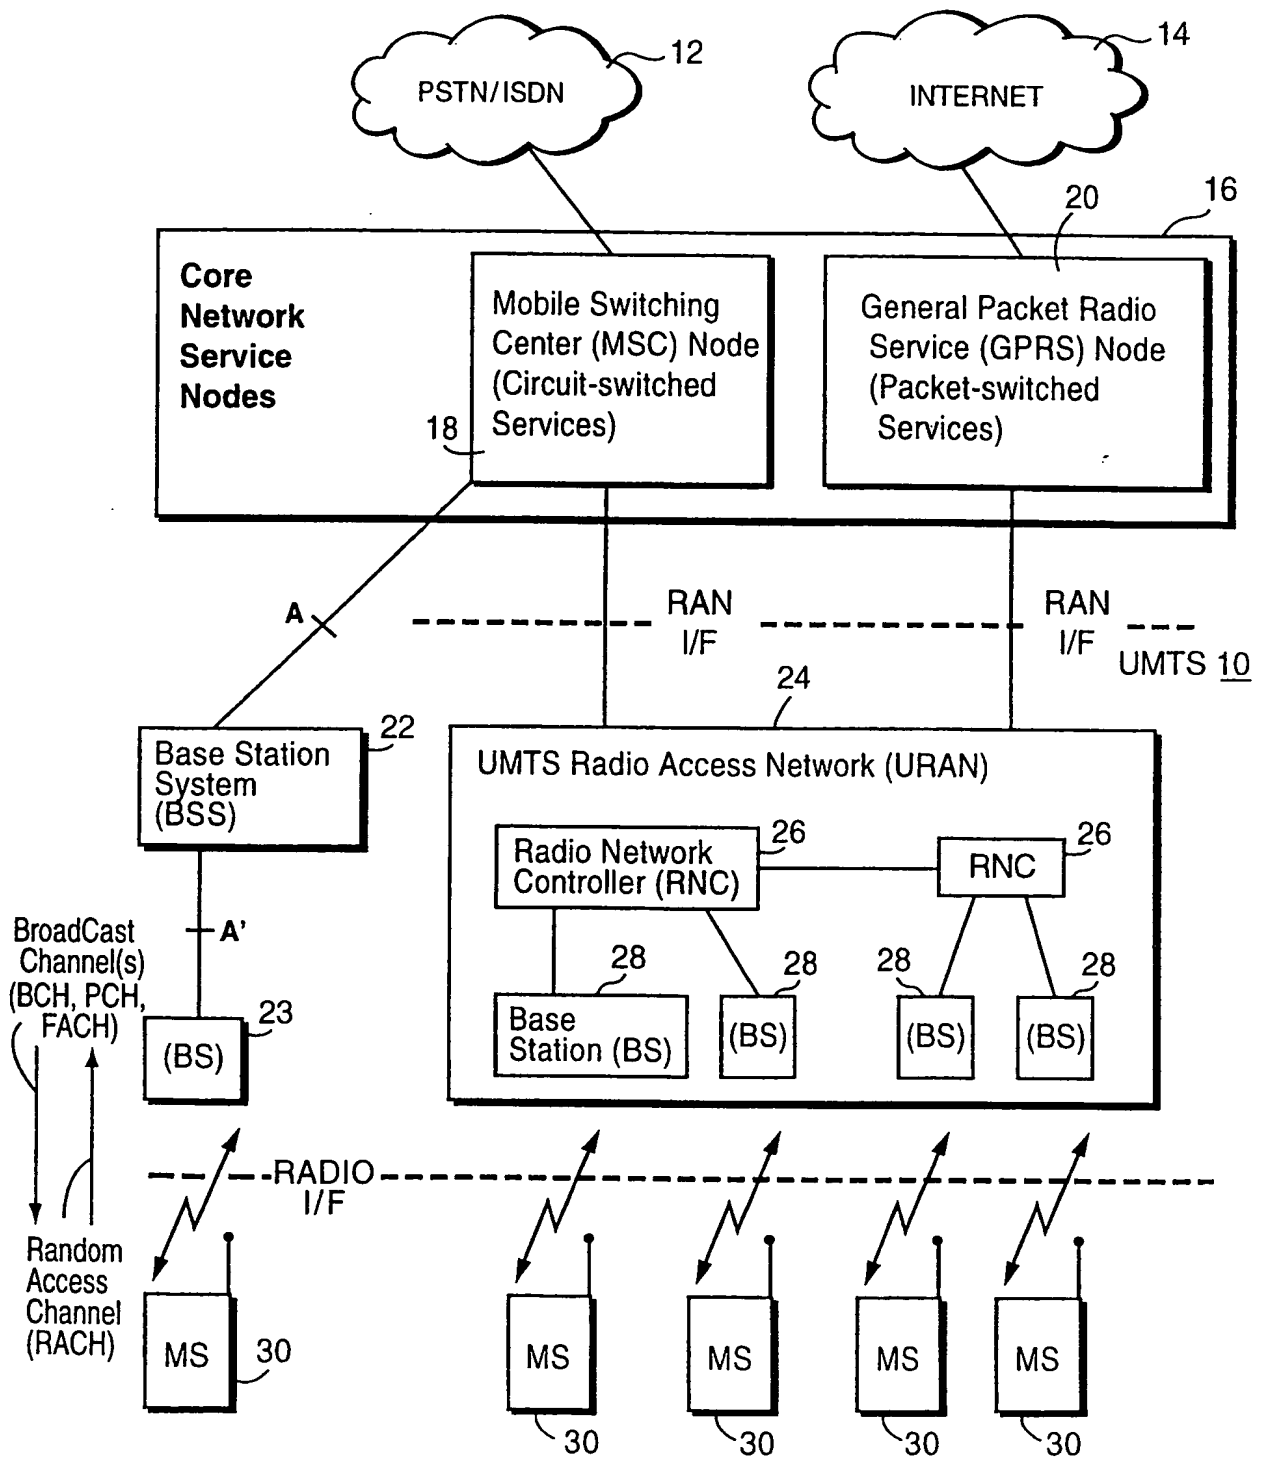 12
14
PSTN/ISDN
INTERNET
20
16
Core
Network
Service
Nodes
Mobile Switching
Center (MSC) Node
(Circuit-switched
Services)
18
General Packet Radio
Service (GPRS) Node
(Packet-switched
Services)
A
RAN
I/F
RAN
I/F
UMTS 10
24
22
Base Station
System
(BSS)
UMTS Radio Access Network (URAN)
26
Radio Network
Controller (RNC)
26
RNC
A'
BroadCast
Channel(s)
(BCH, PCH,
FACH)
23
(BS)
28
Base
Station (BS)
28
(BS)
28
(BS)
28
(BS)
RADIO
I/F
Random
Access
Channel
(RACH)
MS
30
MS
30
MS
30
MS
30
MS
30